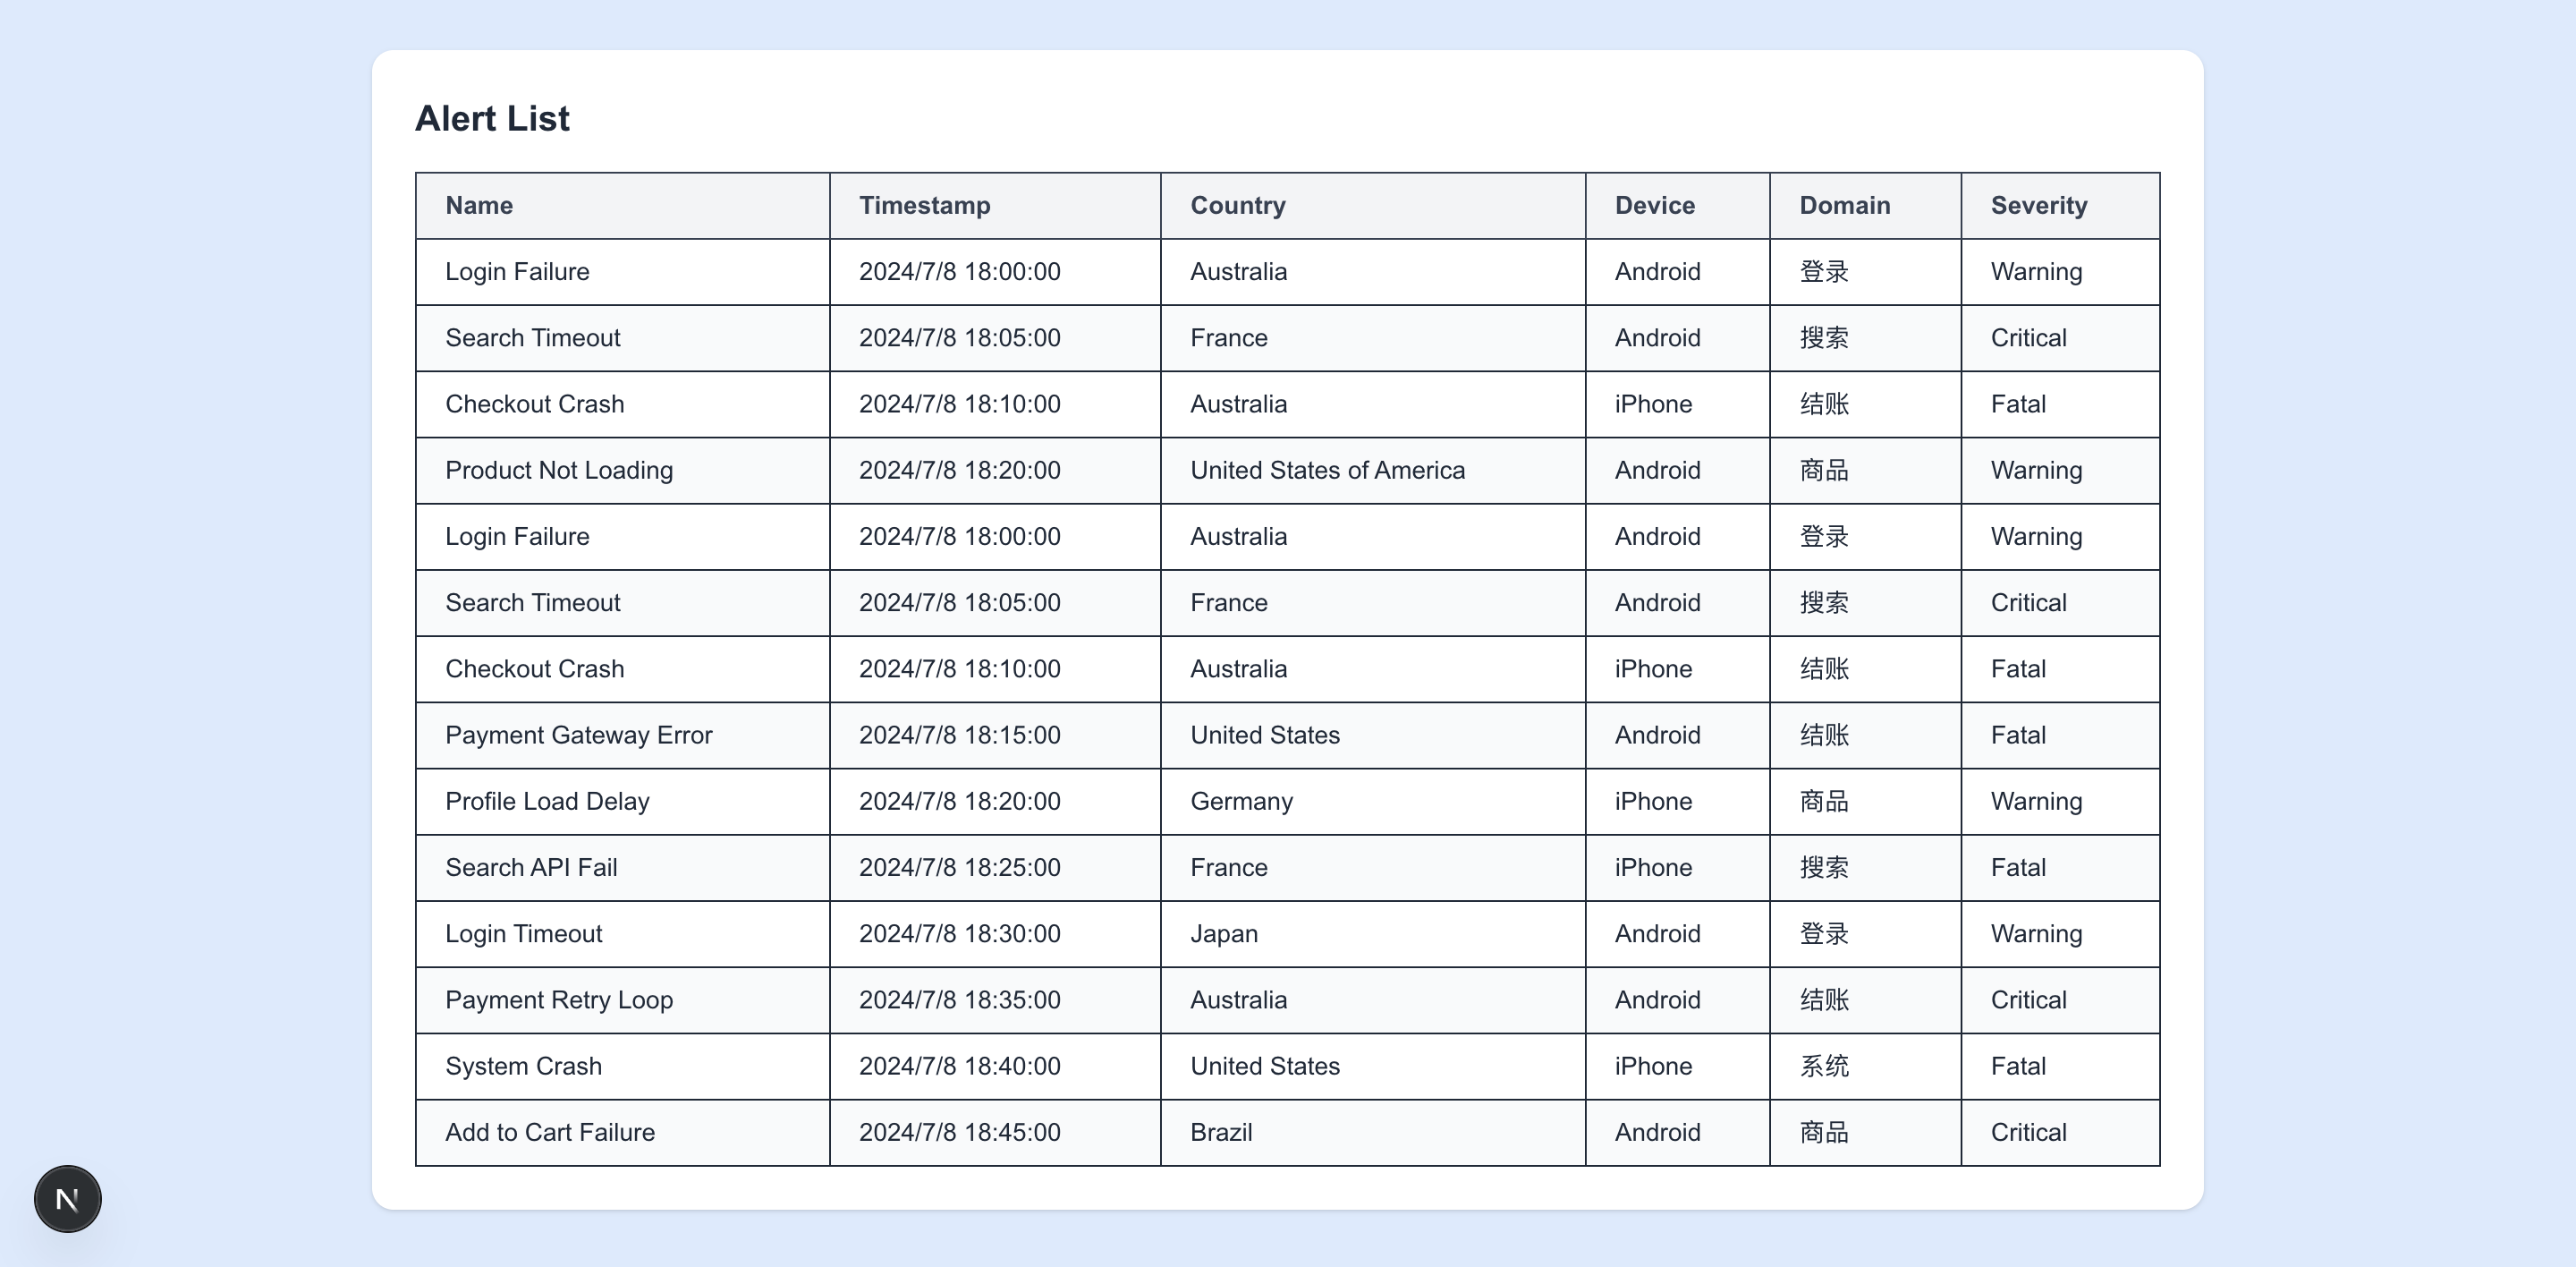 Alert List
Name Timestamp Country Device Domain Severity
Login Failure 2024/7/8 18:00:00 Australia Android 登录 Warning
Search Timeout 2024/7/8 18:05:00 France Android 搜索 Critical
Checkout Crash 2024/7/8 18:10:00 Australia iPhone 结账 Fatal
Product Not Loading 2024/7/8 18:20:00 United States of America Android 商品 Warning
Login Failure 2024/7/8 18:00:00 Australia Android 登录 Warning
Search Timeout 2024/7/8 18:05:00 France Android 搜索 Critical
Checkout Crash 2024/7/8 18:10:00 Australia iPhone 结账 Fatal
Payment Gateway Error 2024/7/8 18:15:00 United States Android 结账 Fatal
Profile Load Delay 2024/7/8 18:20:00 Germany iPhone 商品 Warning
Search API Fail 2024/7/8 18:25:00 France iPhone 搜索 Fatal
Login Timeout 2024/7/8 18:30:00 Japan Android 登录 Warning
Payment Retry Loop 2024/7/8 18:35:00 Australia Android 结账 Critical
System Crash 2024/7/8 18:40:00 United States iPhone 系统 Fatal
Add to Cart Failure 2024/7/8 18:45:00 Brazil Android 商品 Critical
N